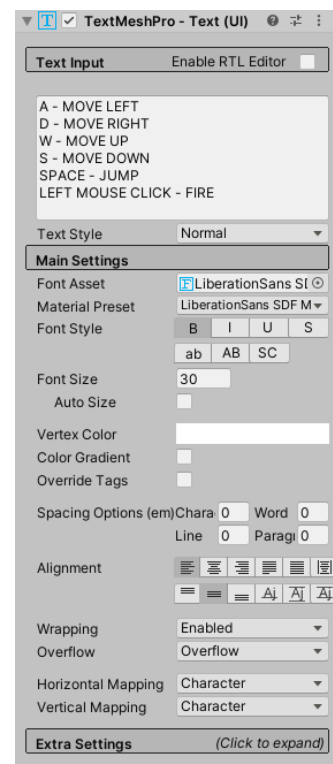 TextMeshPro - Text (UI)
Text Input Enable RTL Editor
A - MOVE LEFT
D - MOVE RIGHT
W - MOVE UP
S - MOVE DOWN
SPACE - JUMP
LEFT MOUSE CLICK - FIRE
Text Style Normal
Main Settings
Font Asset LiberationSans S
Material Preset LiberationSans SDF M
Font Style B I U S
ab AB SC
Font Size 30
Auto Size
Vertex Color
Color Gradient
Override Tags
Spacing Options (em) Chara 0 Word 0
Line 0 Paragr 0
Alignment
Wrapping Enabled
Overflow Overflow
Horizontal Mapping Character
Vertical Mapping Character
Extra Settings (Click to expand)